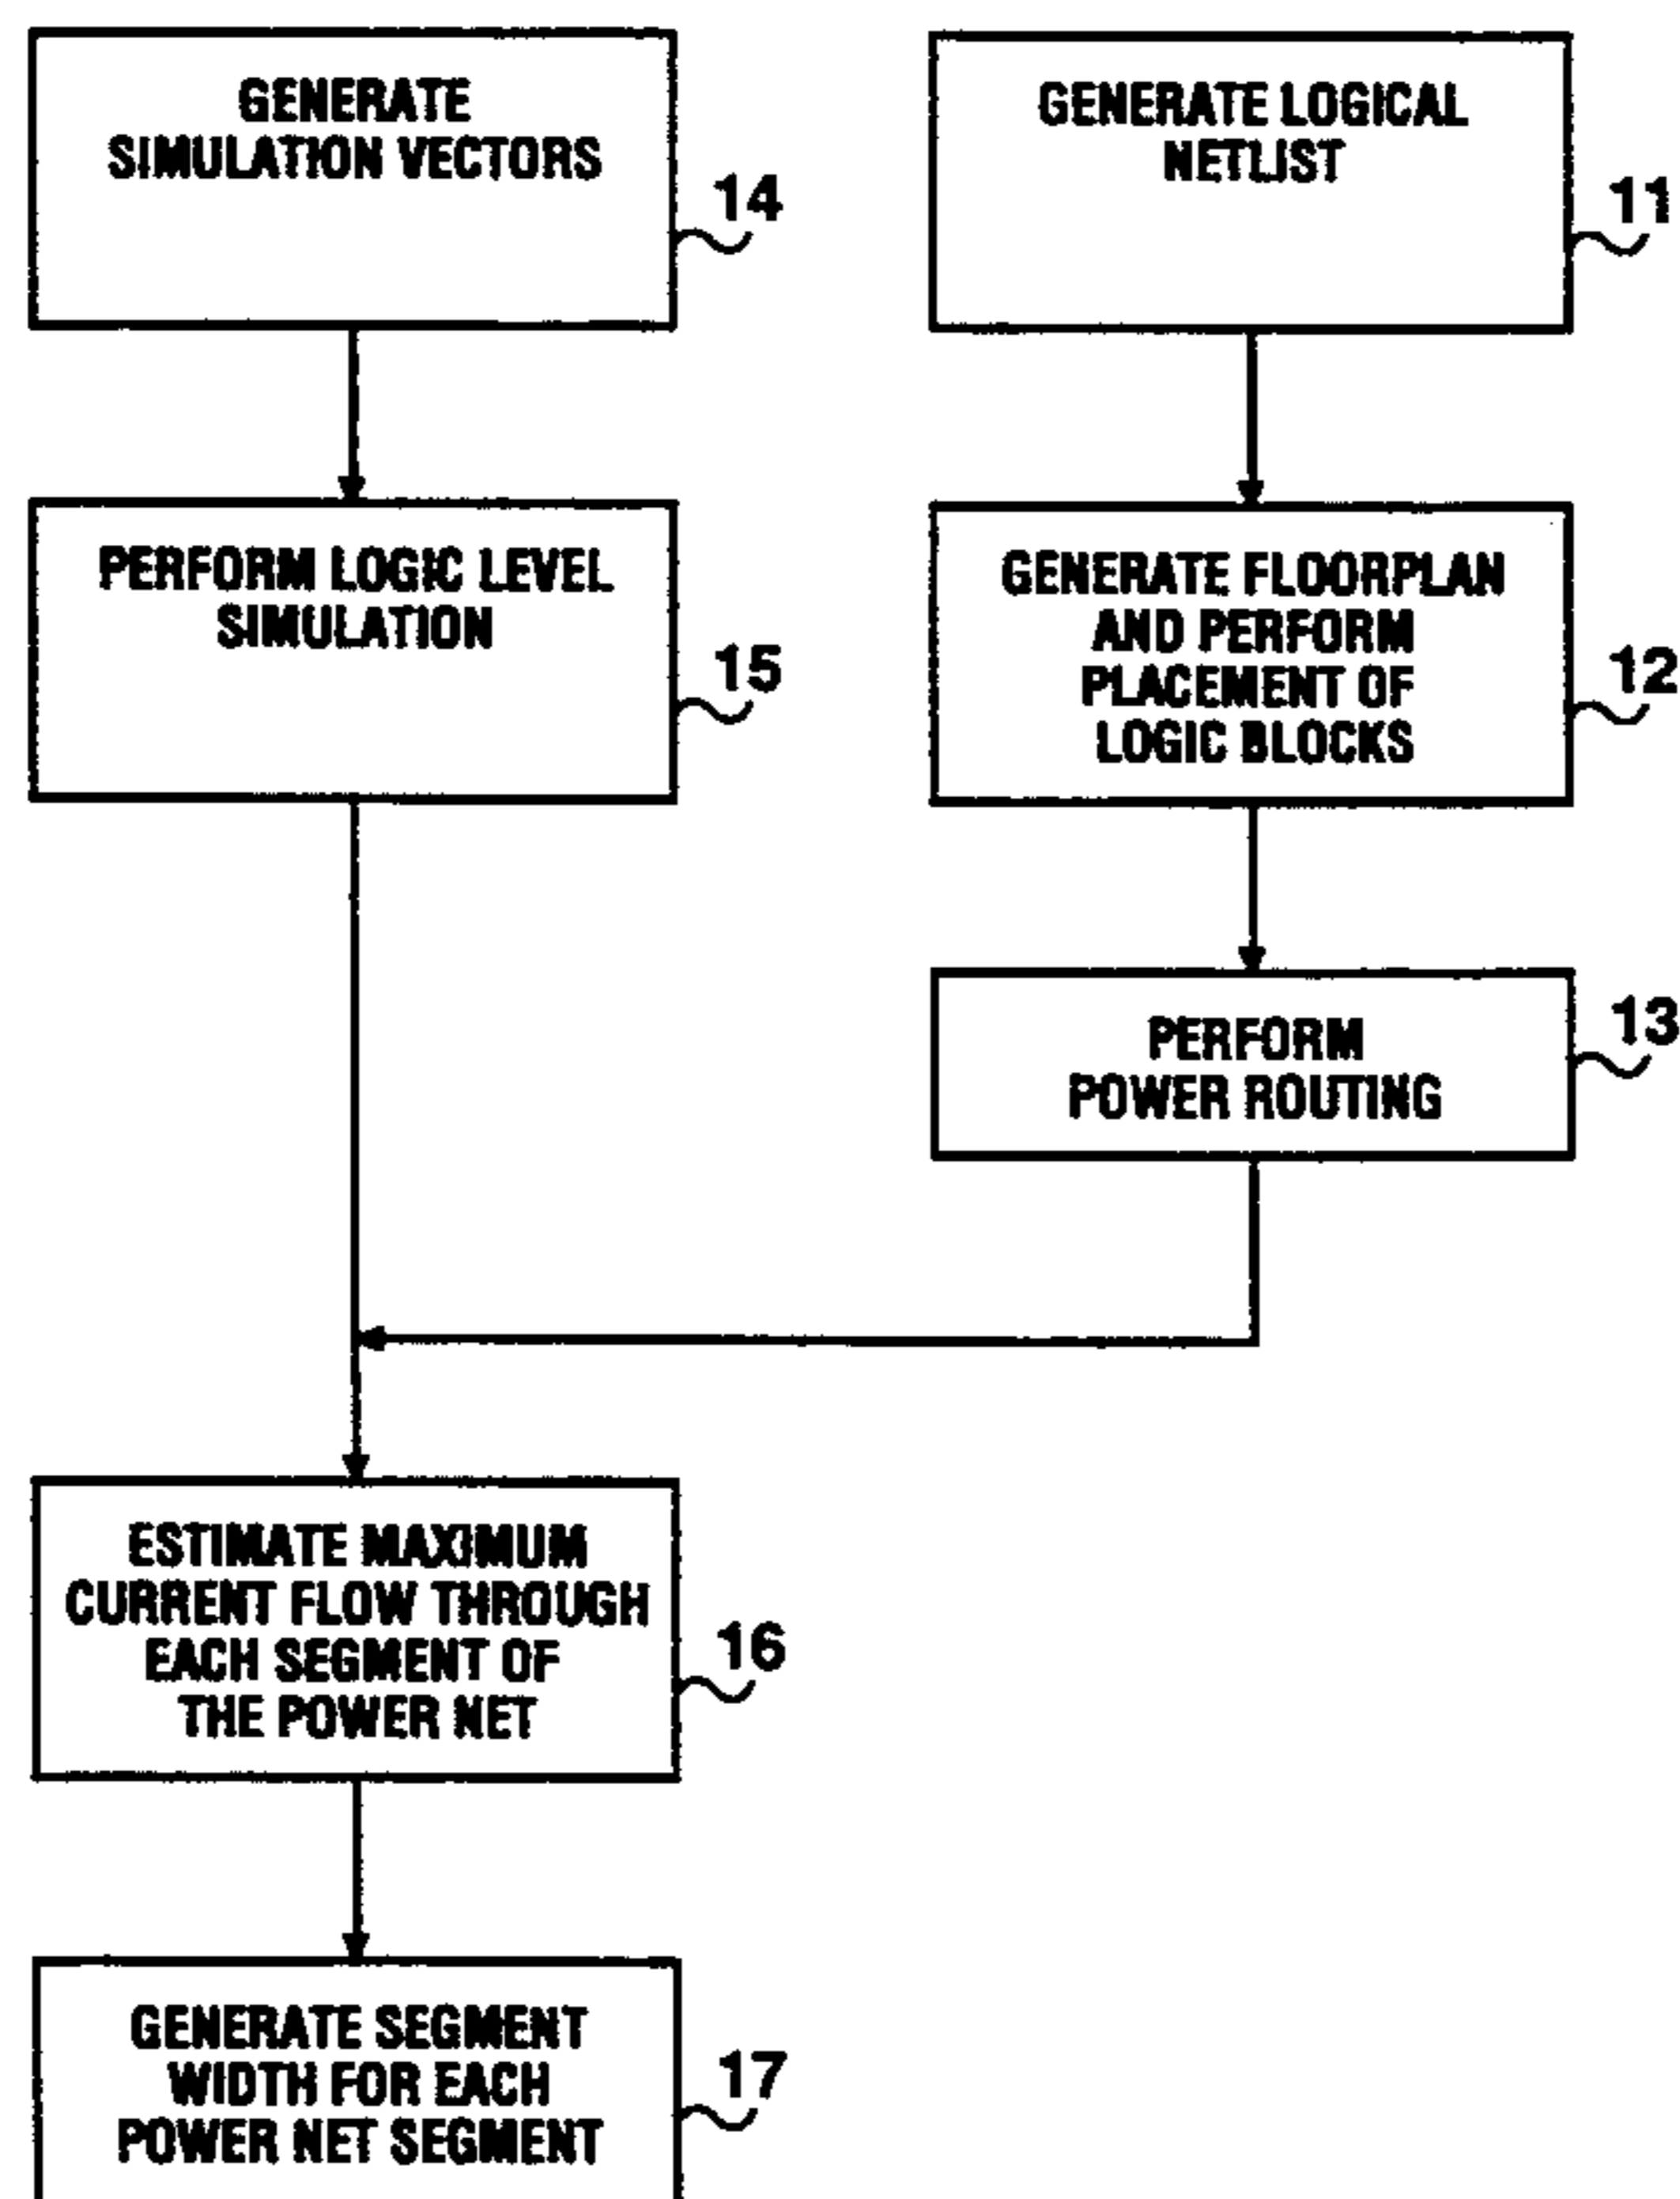 GENERATE
SIMULATION VECTORS
14
GENERATE LOGICAL
NETLIST
11
PERFORM LOGIC LEVEL
SIMULATION
15
GENERATE FLOORPLAN
AND PERFORM
PLACEMENT OF
LOGIC BLOCKS
12
PERFORM
POWER ROUTING
13
ESTIMATE MAXIMUM
CURRENT FLOW THROUGH
EACH SEGMENT OF
THE POWER NET
16
GENERATE SEGMENT
WIDTH FOR EACH
POWER NET SEGMENT
17